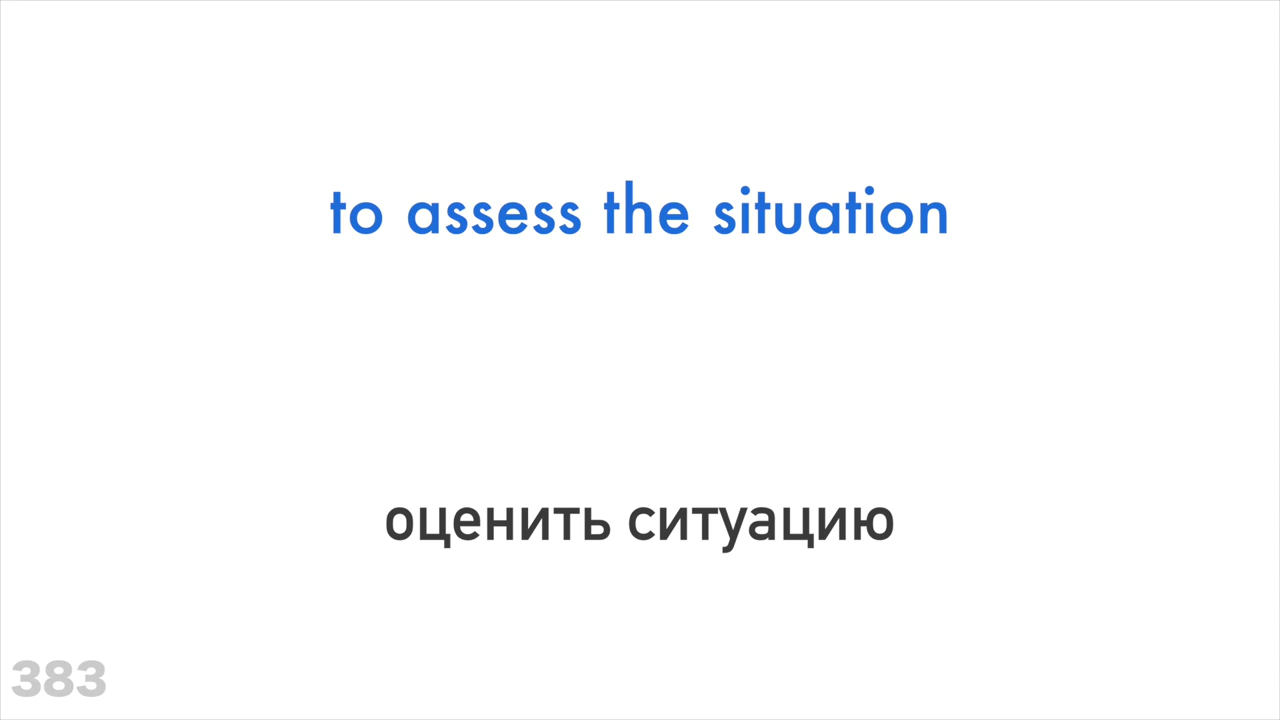 to assess the situation
оценить ситуацию
383